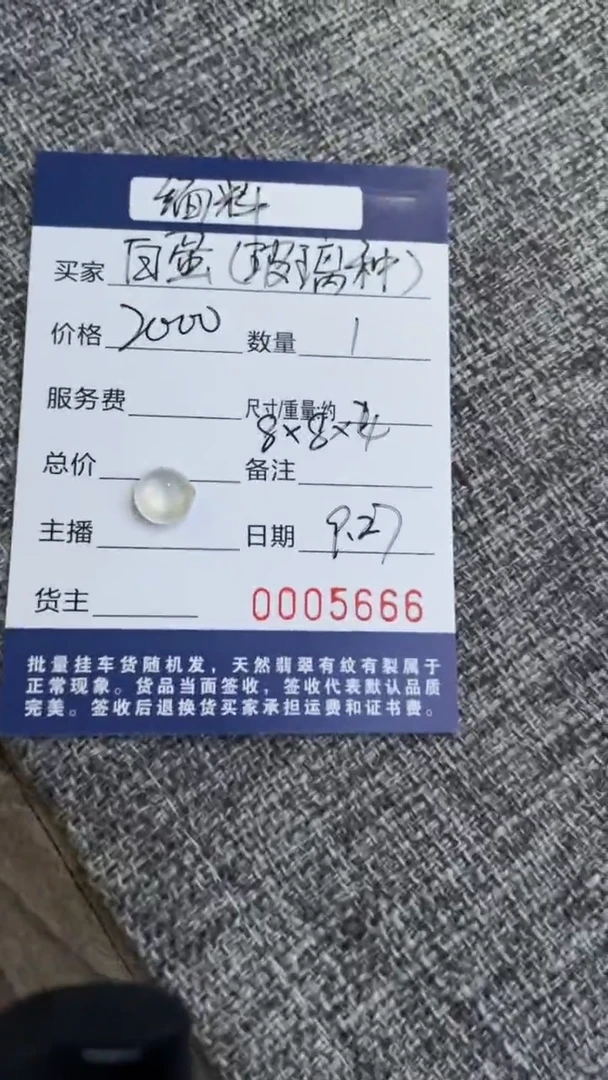 缅料
买家 白蛋(玻璃种)
价格 2000 数量 1
服务费 尺寸/重量:约 8×8×4
总价 备注
主播 日期 9.27
货主 0005666
批量挂车货随机发，天然翡翠有纹有裂属于
正常现象。货品当面签收，签收代表默认品质
完美。签收后退换货买家承担运费和证书费。